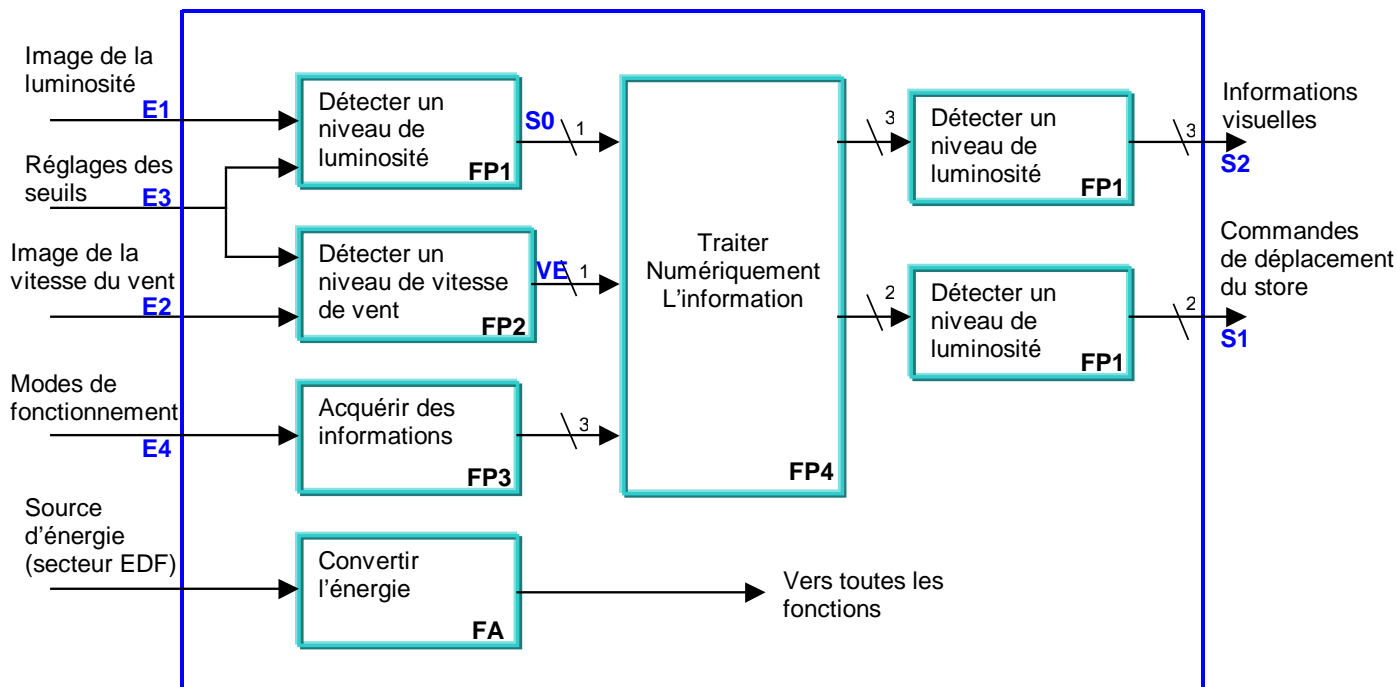 Image de la
luminosité
E1
Réglages des
seuils
E3
Image de la
vitesse du vent
E2
Modes de
fonctionnement
E4
Source
d'énergie
(secteur EDF)
Détecter un
niveau de
luminosité
FP1
S0
1
Détecter un
niveau de vitesse
de vent
FP2
VE
1
Acquérir des
informations
FP3
3
Convertir
l'énergie
FA
Vers toutes les
fonctions
Traiter
Numériquement
L'information
FP4
3
Détecter un
niveau de
luminosité
FP1
3
Informations
visuelles
S2
2
Détecter un
niveau de
luminosité
FP1
2
Commandes
de déplacement
du store
S1